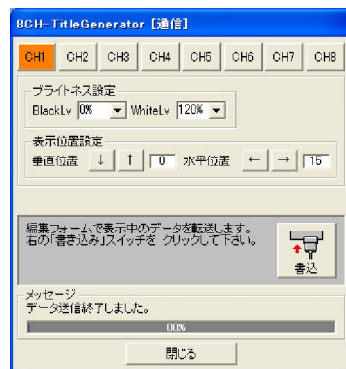 8CH-TitleGenerator [通信]
CH1 CH2 CH3 CH4 CH5 CH6 CH7 CH8
ブライトネス設定
BlackLv 0% WhiteLv 120%
表示位置設定
垂直位置 ↓ ↑ 0 水平位置 ← → 15
編集フォームで表示中のデータを転送します。
右の「書き込み」スイッチを クリックして下さい。
書込
メッセージ
データ送信終了しました。
00%
閉じる